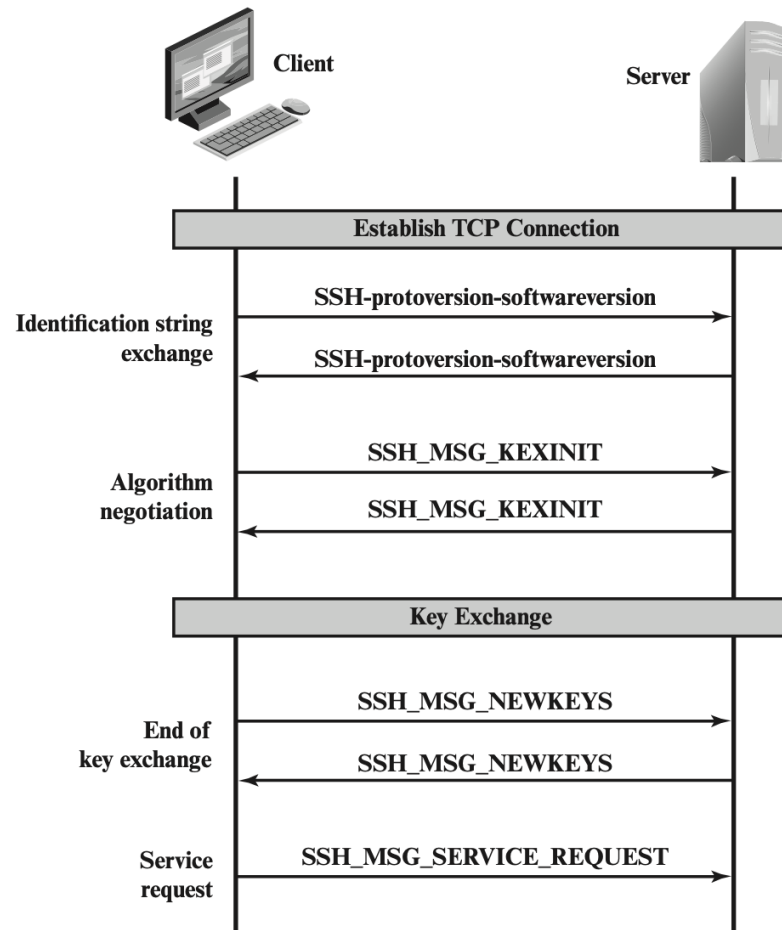 Client
Server
Establish TCP Connection
SSH-protoversion-softwareversion
Identification string
exchange
SSH-protoversion-softwareversion
SSH_MSG_KEXINIT
Algorithm
negotiation
SSH_MSG_KEXINIT
Key Exchange
SSH_MSG_NEWKEYS
End of
key exchange
SSH_MSG_NEWKEYS
Service
request
SSH_MSG_SERVICE_REQUEST